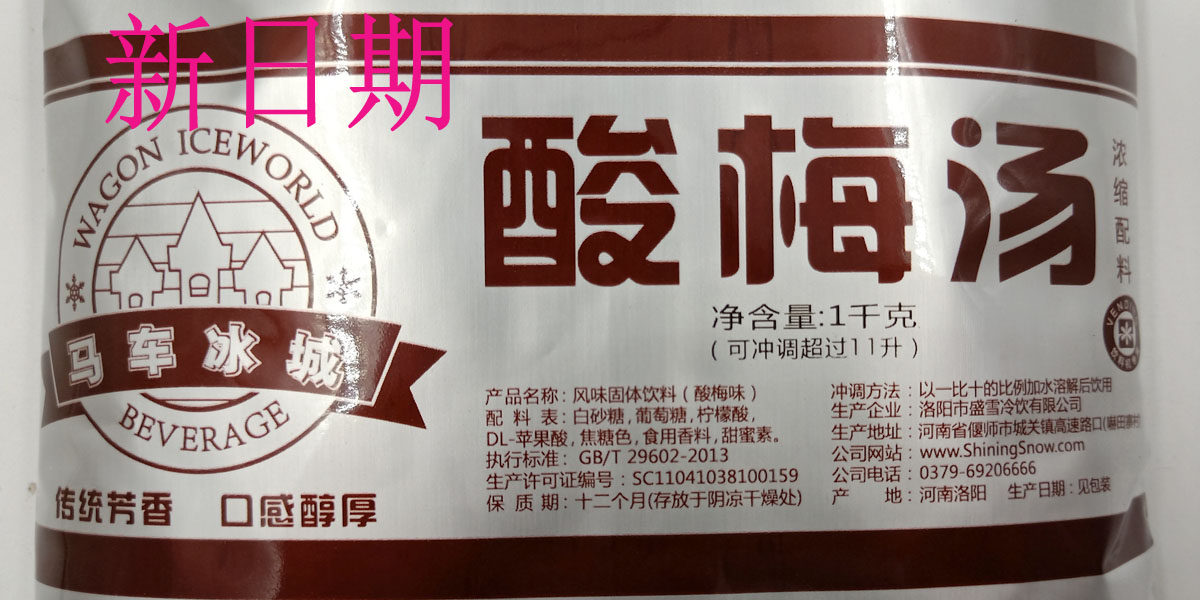 新日期
WAGON ICEWORLD
马车冰城
BEVERAGE
传统芳香 口感醇厚
酸梅汤
浓缩配料
净含量:1千克
(可冲调超过11升)
产品名称:风味固体饮料(酸梅味)
配料表:白砂糖,葡萄糖,柠檬酸,
DL-苹果酸,焦糖色,食用香料,甜蜜素。
执行标准:GB/T 29602-2013
生产许可证编号:SC11041038100159
保质期:十二个月(存放于阴凉干燥处)
冲调方法:以一比十的比例加水溶解后饮用
生产企业:洛阳市盛雪冷饮有限公司
生产地址:河南省偃师市城关镇高速路口
公司网站:www.ShiningSnow.com
公司电话:0379-69206666
产地:河南洛阳 生产日期:见包装